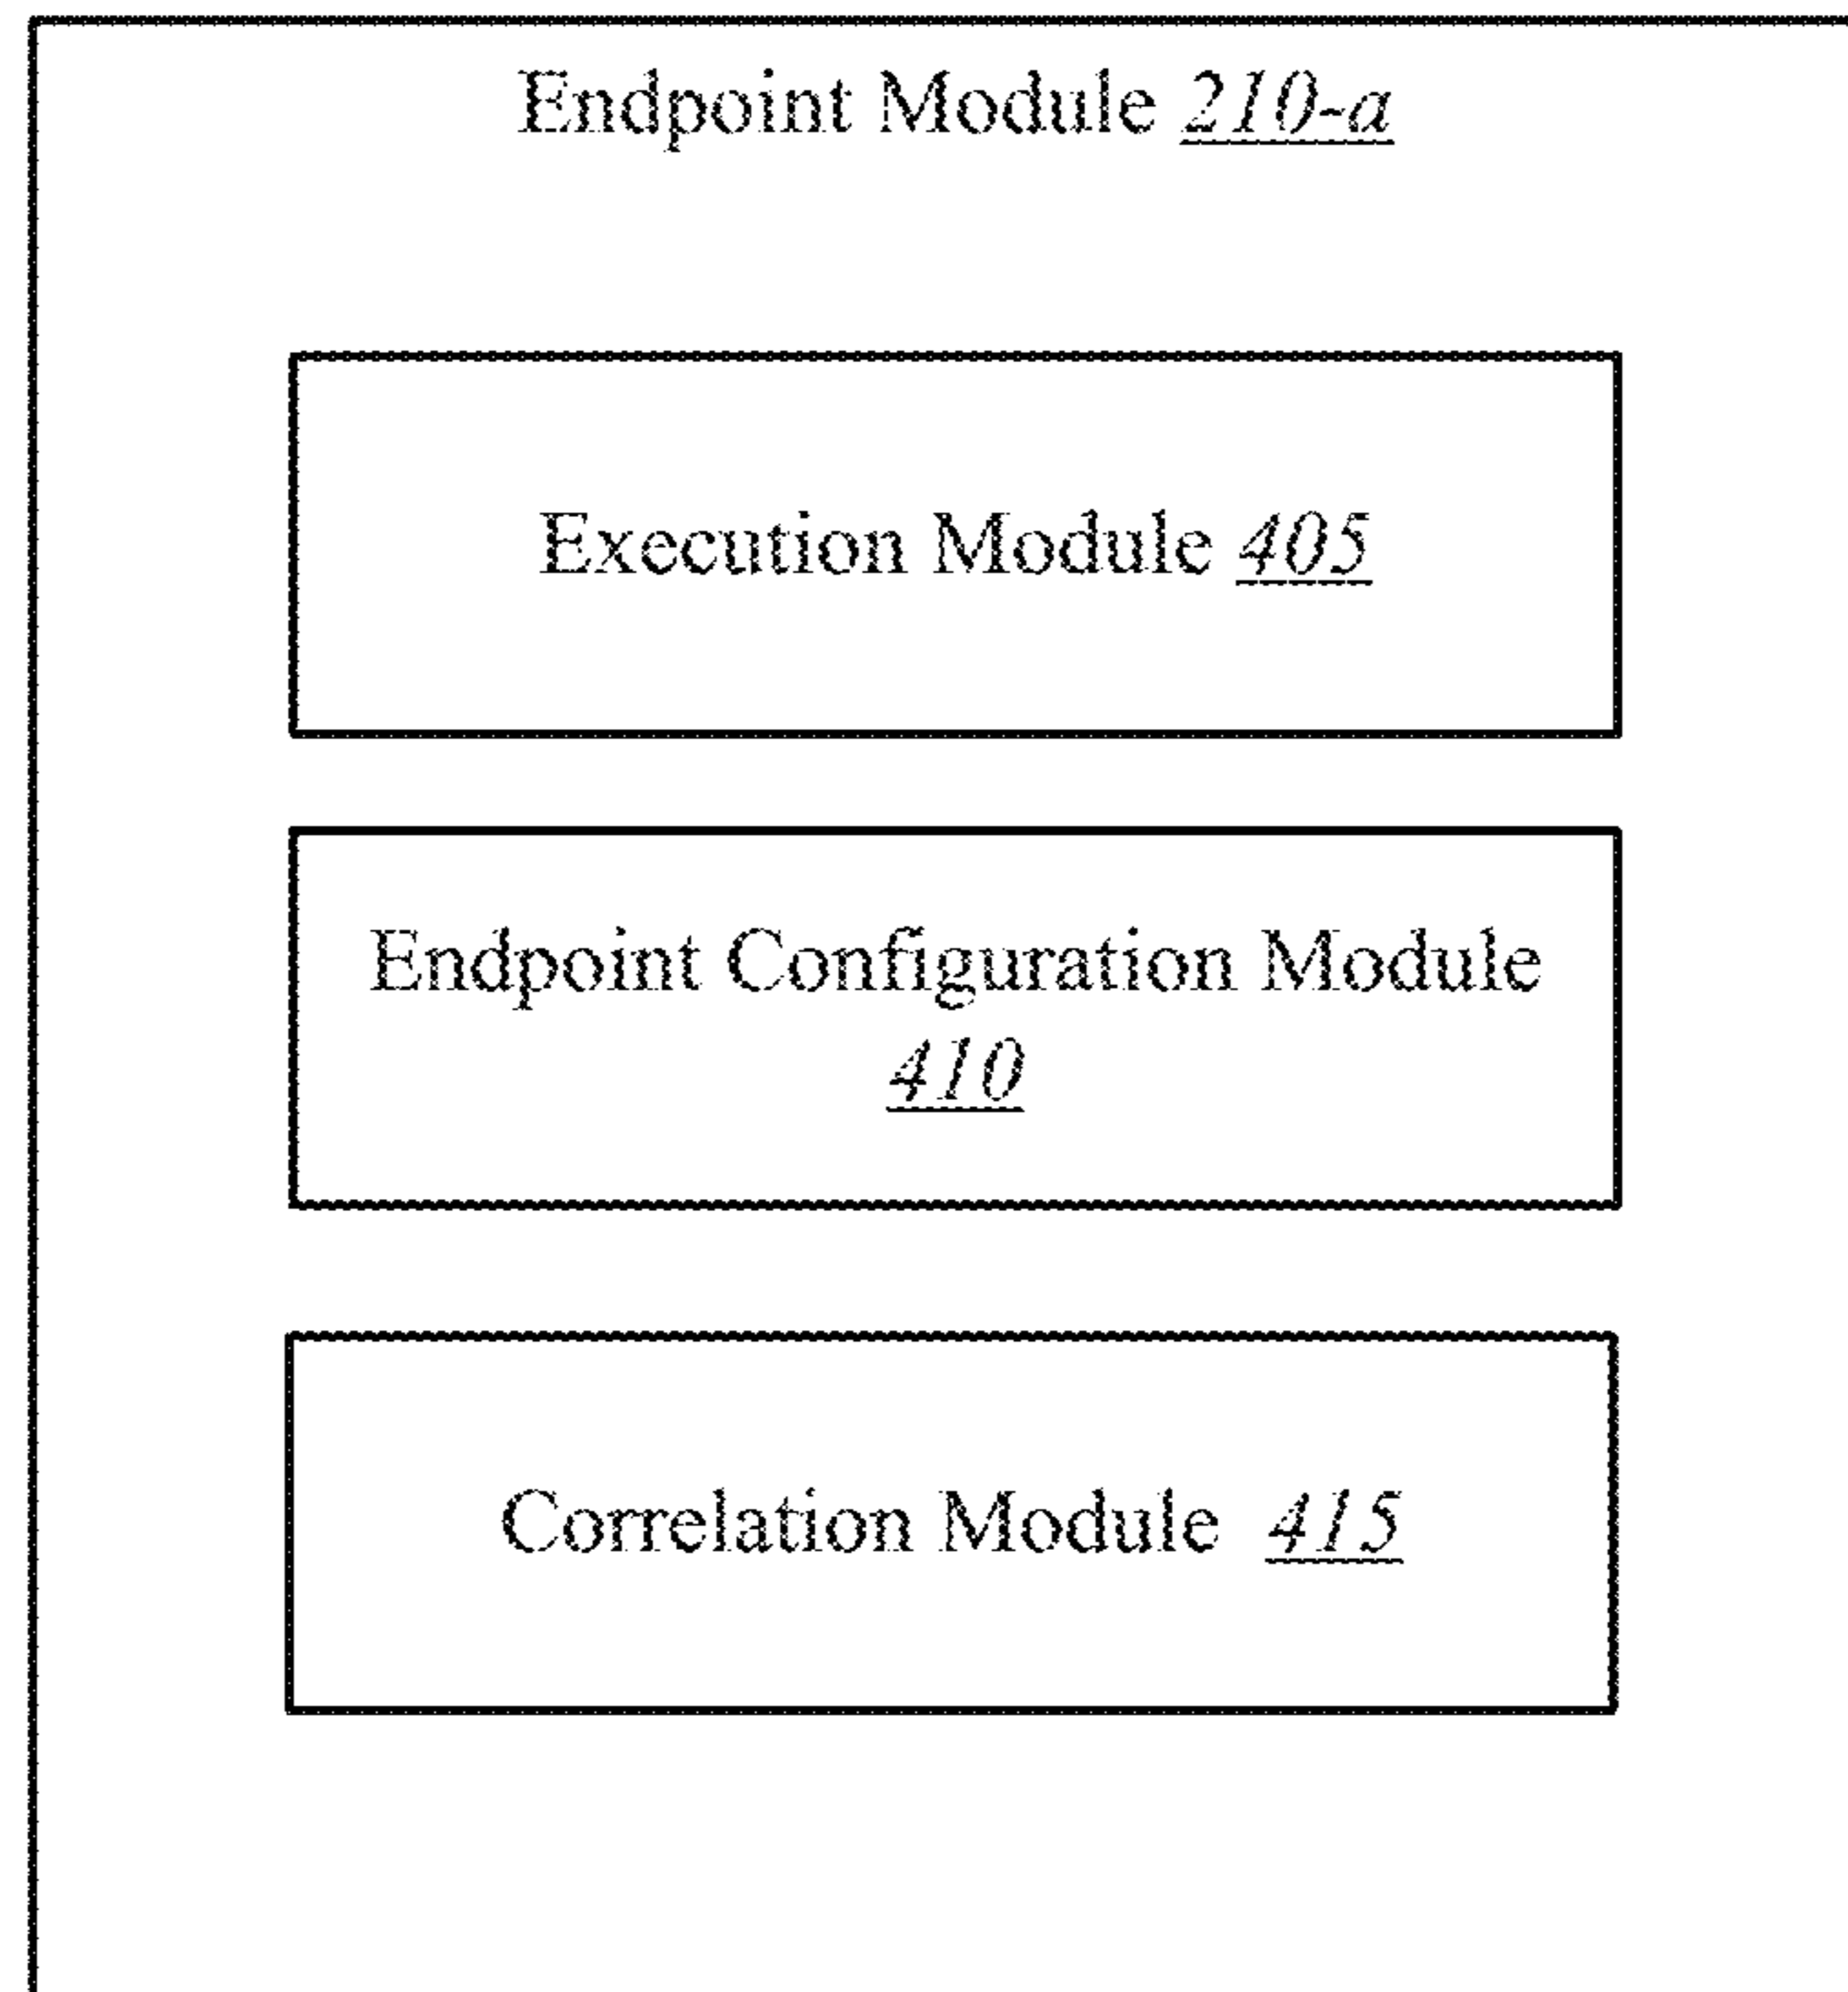 Endpoint Module 210-a
Execution Module 405
Endpoint Configuration Module
410
Correlation Module 415